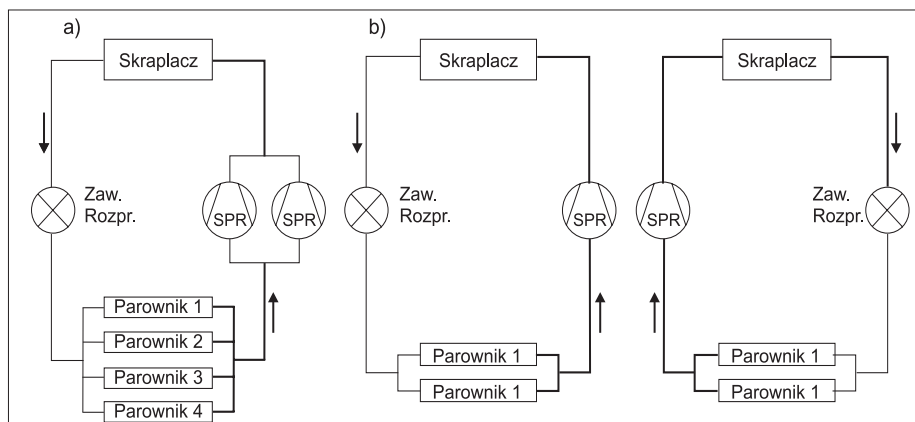 a)
Skraplacz
Zaw.
Rozpr.
SPR
SPR
Parownik 1
Parownik 2
Parownik 3
Parownik 4
b)
Skraplacz
Zaw.
Rozpr.
SPR
Parownik 1
Parownik 1
Skraplacz
SPR
Zaw.
Rozpr.
Parownik 1
Parownik 1